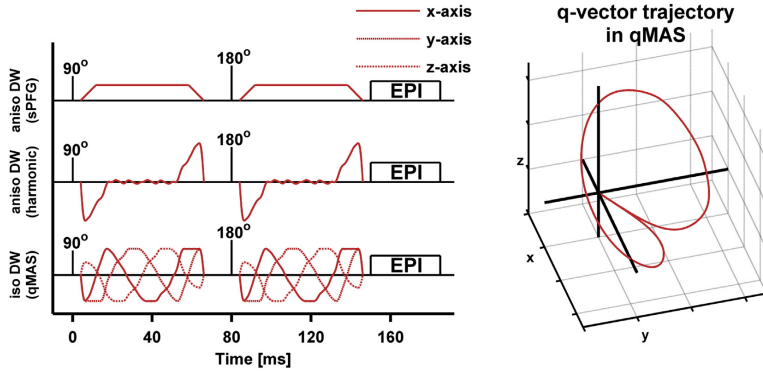 x-axis
y-axis
z-axis
aniso DW
(sPFG)
90°
180°
EPI
aniso DW
(harmonic)
90°
180°
EPI
iso DW
(qMAS)
90°
180°
EPI
0
40
80
120
160
Time [ms]
q-vector trajectory
in qMAS
z
x
y